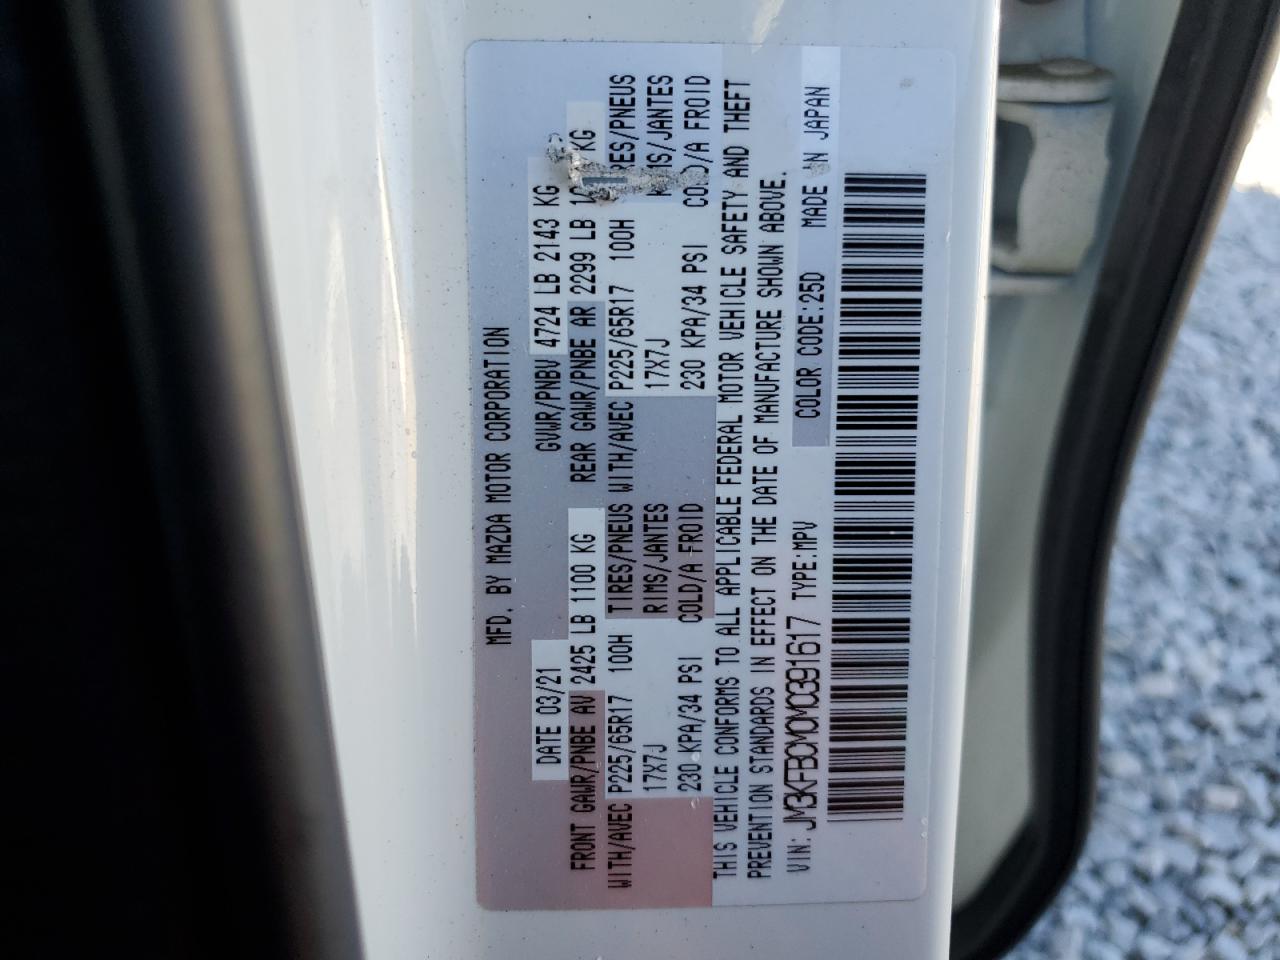 MFD. BY MAZDA MOTOR CORPORATION
DATE 03/21 GVWR/PNBV 4724 LB 2143 KG
FRONT GAWR/PNBE AV 2425 LB 1100 KG REAR GAWR/PNBE AR 2299 LB KG
WITH/AVEC P225/65R17 100H TIRES/PNEUS WITH/AVEC P225/65R17 100H /PNEUS
17X7J RIMS/JANTES 17X7J /JANTES
230 KPA/34 PSI COLD/A FROID 230 KPA/34 PSI /A FROID
THIS VEHICLE CONFORMS TO ALL APPLICABLE FEDERAL MOTOR VEHICLE SAFETY AND THEFT
PREVENTION STANDARDS IN EFFECT ON THE DATE OF MANUFACTURE SHOWN ABOVE.
VIN: JM3KFBCM0M0391617 TYPE:MPV COLOR CODE:25D MADE IN JAPAN